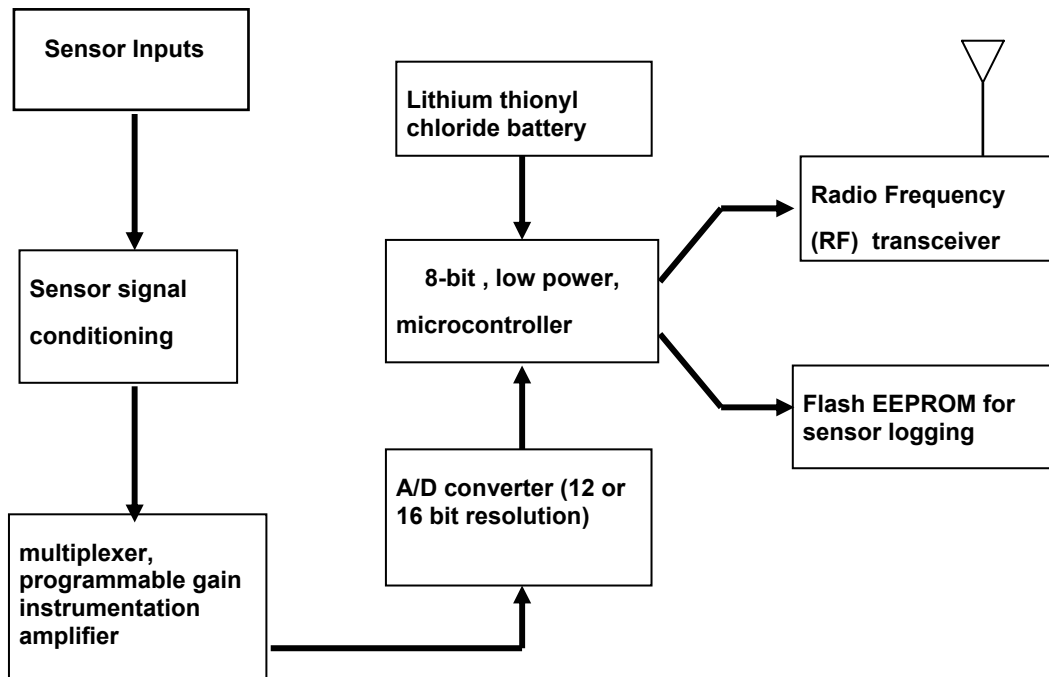 Sensor Inputs
Lithium thionyl
chloride battery
Radio Frequency
(RF) transceiver
Sensor signal
conditioning
8-bit , low power,
microcontroller
Flash EEPROM for
sensor logging
A/D converter (12 or
16 bit resolution)
multiplexer,
programmable gain
instrumentation
amplifier